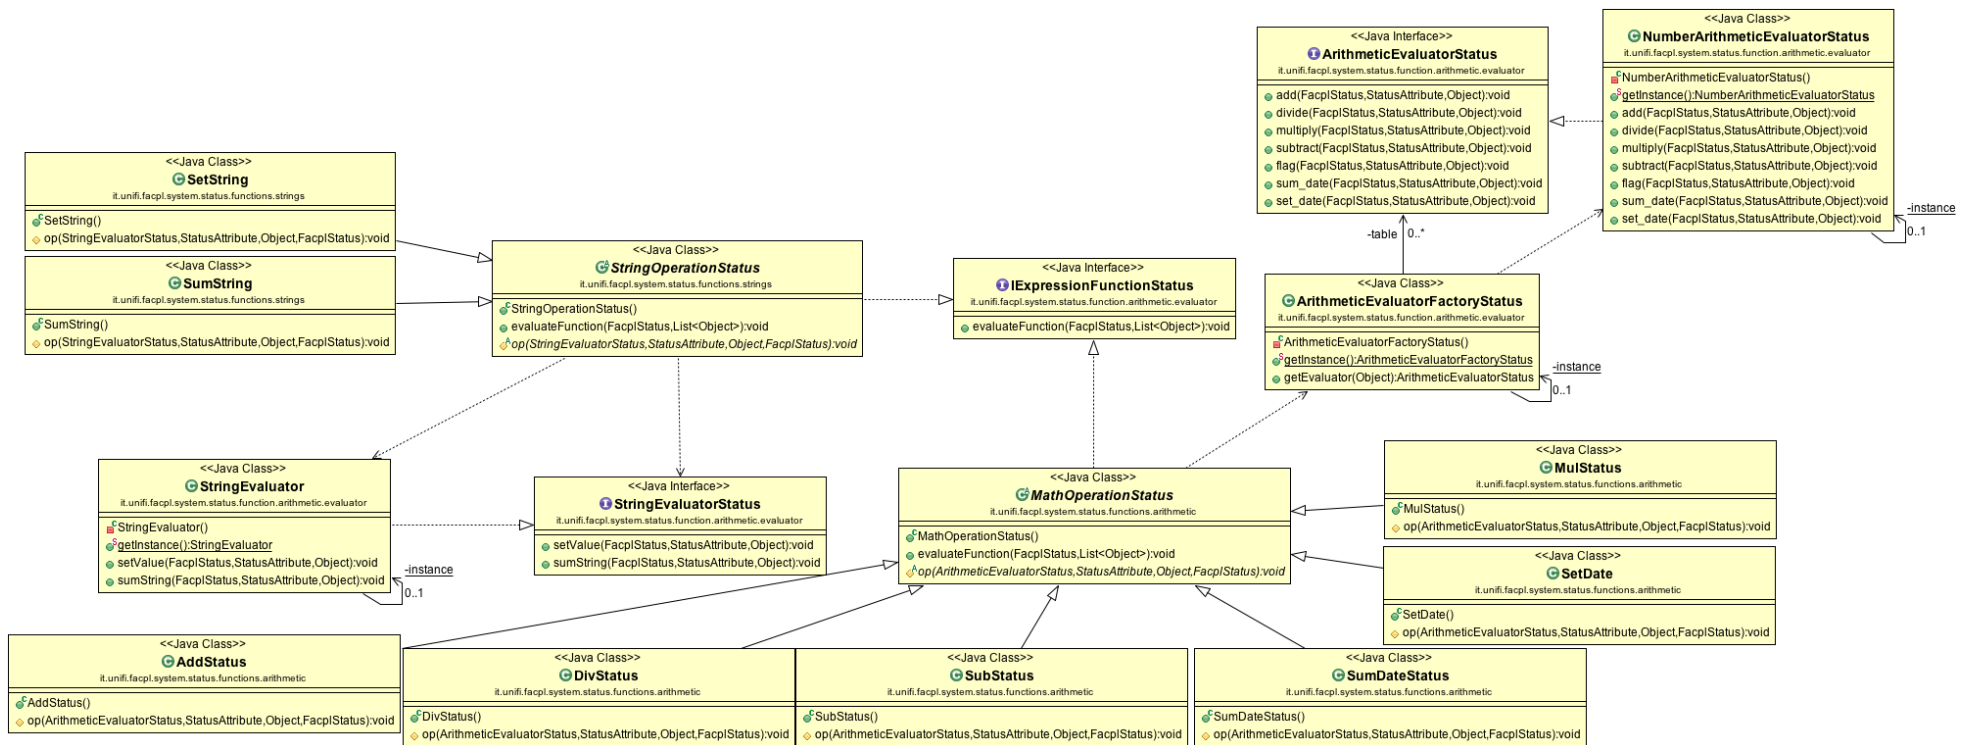 <<Java Interface>>
ArithmeticEvaluatorStatus
it.unifi.facpl.system.status.function.arithmetic.evaluator
add(FacplStatus,StatusAttribute,Object):void
divide(FacplStatus,StatusAttribute,Object):void
multiply(FacplStatus,StatusAttribute,Object):void
subtract(FacplStatus,StatusAttribute,Object):void
flag(FacplStatus,StatusAttribute,Object):void
sum_date(FacplStatus,StatusAttribute,Object):void
set_date(FacplStatus,StatusAttribute,Object):void
<<Java Class>>
NumberArithmeticEvaluatorStatus
it.unifi.facpl.system.status.function.arithmetic.evaluator
NumberArithmeticEvaluatorStatus()
getInstance():NumberArithmeticEvaluatorStatus
add(FacplStatus,StatusAttribute,Object):void
divide(FacplStatus,StatusAttribute,Object):void
multiply(FacplStatus,StatusAttribute,Object):void
subtract(FacplStatus,StatusAttribute,Object):void
flag(FacplStatus,StatusAttribute,Object):void
sum_date(FacplStatus,StatusAttribute,Object):void
set_date(FacplStatus,StatusAttribute,Object):void
-instance
0..1
<<Java Class>>
SetString
it.unifi.facpl.system.status.functions.strings
SetString()
op(StringEvaluatorStatus,StatusAttribute,Object,FacplStatus):void
<<Java Class>>
SumString
it.unifi.facpl.system.status.functions.strings
SumString()
op(StringEvaluatorStatus,StatusAttribute,Object,FacplStatus):void
<<Java Class>>
StringOperationStatus
it.unifi.facpl.system.status.functions.strings
StringOperationStatus()
evaluateFunction(FacplStatus,List<Object>):void
op(StringEvaluatorStatus,StatusAttribute,Object,FacplStatus):void
<<Java Interface>>
IExpressionFunctionStatus
it.unifi.facpl.system.status.function.arithmetic.evaluator
evaluateFunction(FacplStatus,List<Object>):void
-table
0..*
<<Java Class>>
ArithmeticEvaluatorFactoryStatus
it.unifi.facpl.system.status.function.arithmetic.evaluator
ArithmeticEvaluatorFactoryStatus()
getInstance():ArithmeticEvaluatorFactoryStatus
getEvaluator(Object):ArithmeticEvaluatorStatus
-instance
0..1
<<Java Class>>
StringEvaluator
it.unifi.facpl.system.status.function.arithmetic.evaluator
StringEvaluator()
getInstance():StringEvaluator
setValue(FacplStatus,StatusAttribute,Object):void
sumString(FacplStatus,StatusAttribute,Object):void
-instance
0..1
<<Java Interface>>
StringEvaluatorStatus
it.unifi.facpl.system.status.function.arithmetic.evaluator
setValue(FacplStatus,StatusAttribute,Object):void
sumString(FacplStatus,StatusAttribute,Object):void
<<Java Class>>
MathOperationStatus
it.unifi.facpl.system.status.functions.arithmetic
MathOperationStatus()
evaluateFunction(FacplStatus,List<Object>):void
op(ArithmeticEvaluatorStatus,StatusAttribute,Object,FacplStatus):void
<<Java Class>>
MulStatus
it.unifi.facpl.system.status.functions.arithmetic
MulStatus()
op(ArithmeticEvaluatorStatus,StatusAttribute,Object,FacplStatus):void
<<Java Class>>
SetDate
it.unifi.facpl.system.status.functions.arithmetic
SetDate()
op(ArithmeticEvaluatorStatus,StatusAttribute,Object,FacplStatus):void
<<Java Class>>
AddStatus
it.unifi.facpl.system.status.functions.arithmetic
AddStatus()
op(ArithmeticEvaluatorStatus,StatusAttribute,Object,FacplStatus):void
<<Java Class>>
DivStatus
it.unifi.facpl.system.status.functions.arithmetic
DivStatus()
op(ArithmeticEvaluatorStatus,StatusAttribute,Object,FacplStatus):void
<<Java Class>>
SubStatus
it.unifi.facpl.system.status.functions.arithmetic
SubStatus()
op(ArithmeticEvaluatorStatus,StatusAttribute,Object,FacplStatus):void
<<Java Class>>
SumDateStatus
it.unifi.facpl.system.status.functions.arithmetic
SumDateStatus()
op(ArithmeticEvaluatorStatus,StatusAttribute,Object,FacplStatus):void